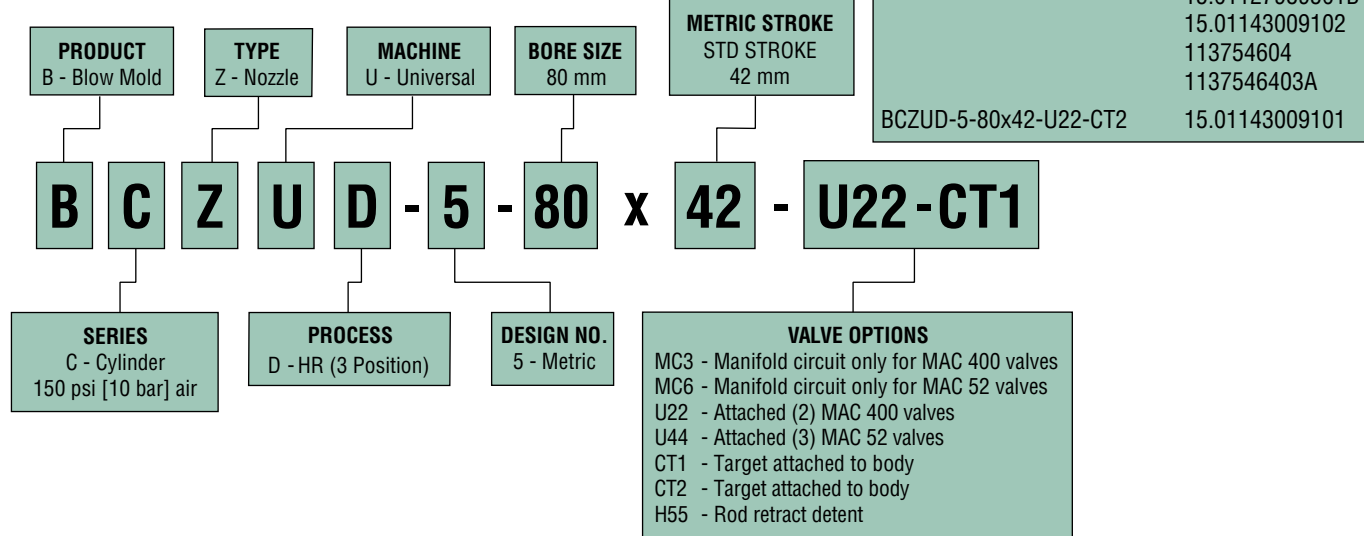 15.01143009102
113754604
1137546403A
BCZUD-5-80x42-U22-CT2 15.01143009101
PRODUCT
B - Blow Mold
TYPE
Z - Nozzle
MACHINE
U - Universal
BORE SIZE
80 mm
METRIC STROKE
STD STROKE
42 mm
B C Z U D - 5 - 80 x 42 - U22-CT1
SERIES
C - Cylinder
150 psi [10 bar] air
PROCESS
D - HR (3 Position)
DESIGN NO.
5 - Metric
VALVE OPTIONS
MC3 - Manifold circuit only for MAC 400 valves
MC6 - Manifold circuit only for MAC 52 valves
U22 - Attached (2) MAC 400 valves
U44 - Attached (3) MAC 52 valves
CT1 - Target attached to body
CT2 - Target attached to body
H55 - Rod retract detent